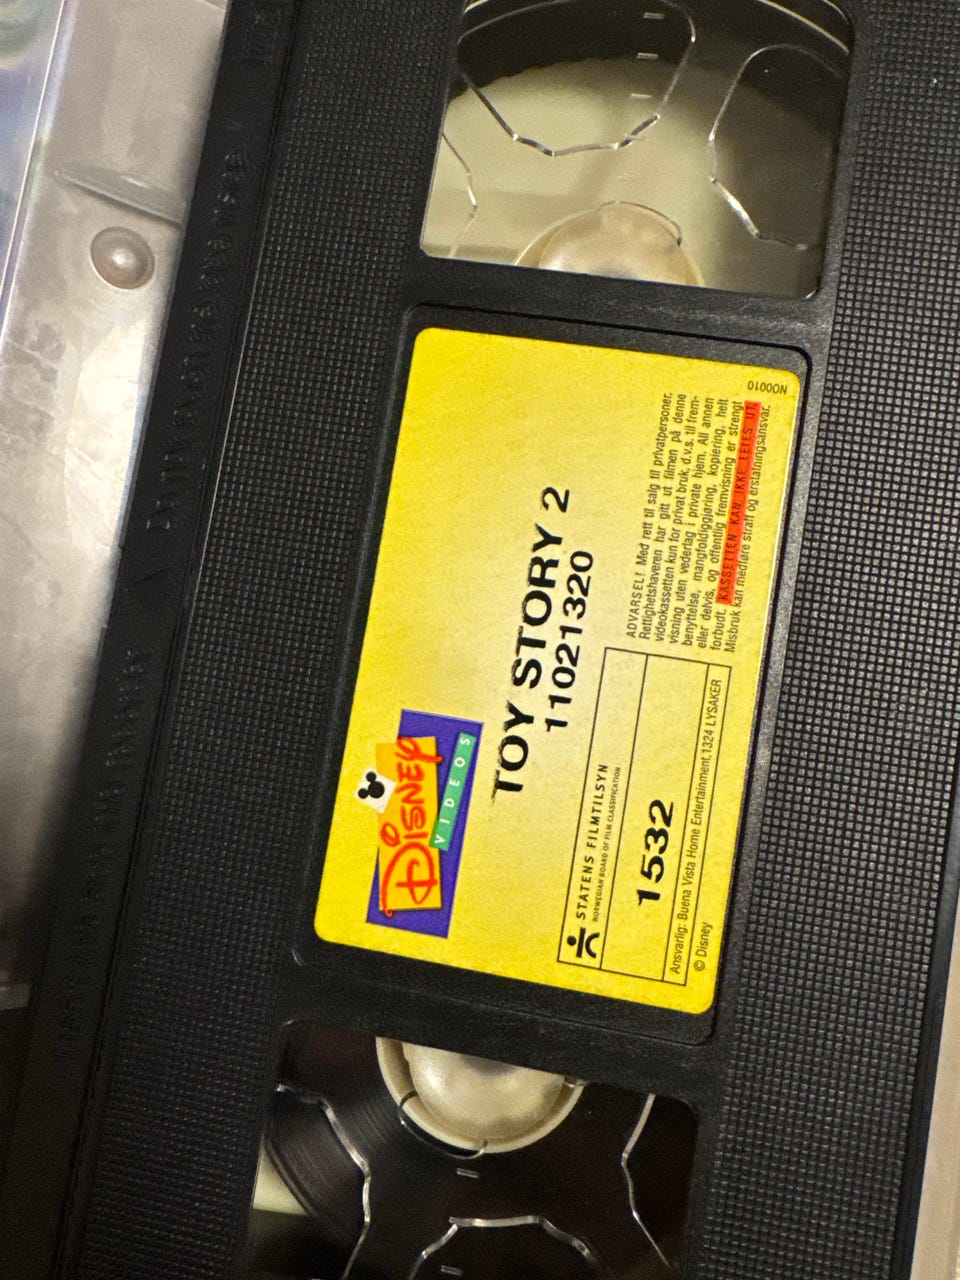 DISNEY
VIDEOS
TOY STORY 2
11021320
STATENS FILMTILSYN
NORWEGIAN BOARD OF FILM CLASSIFICATION
1532
Ansvarlig: Buena Vista Home Entertainment,1324 LYSAKER
© Disney
ADVARSEL! Med rett til salg til privatpersoner.
Rettighetshaveren har gitt ut filmen på denne
videokassetten kun for privat bruk, d.v.s. til frem-
visning uten vederlag i private hjem. All annen
benyttelse, mangfoldiggjøring, kopiering, helt
eller delvis, og offentlig fremvisning er strengt
forbudt. KASSETTEN KAN IKKE LEIES UT.
Misbruk kan medføre straff og erstatningsansvar.
NO0010